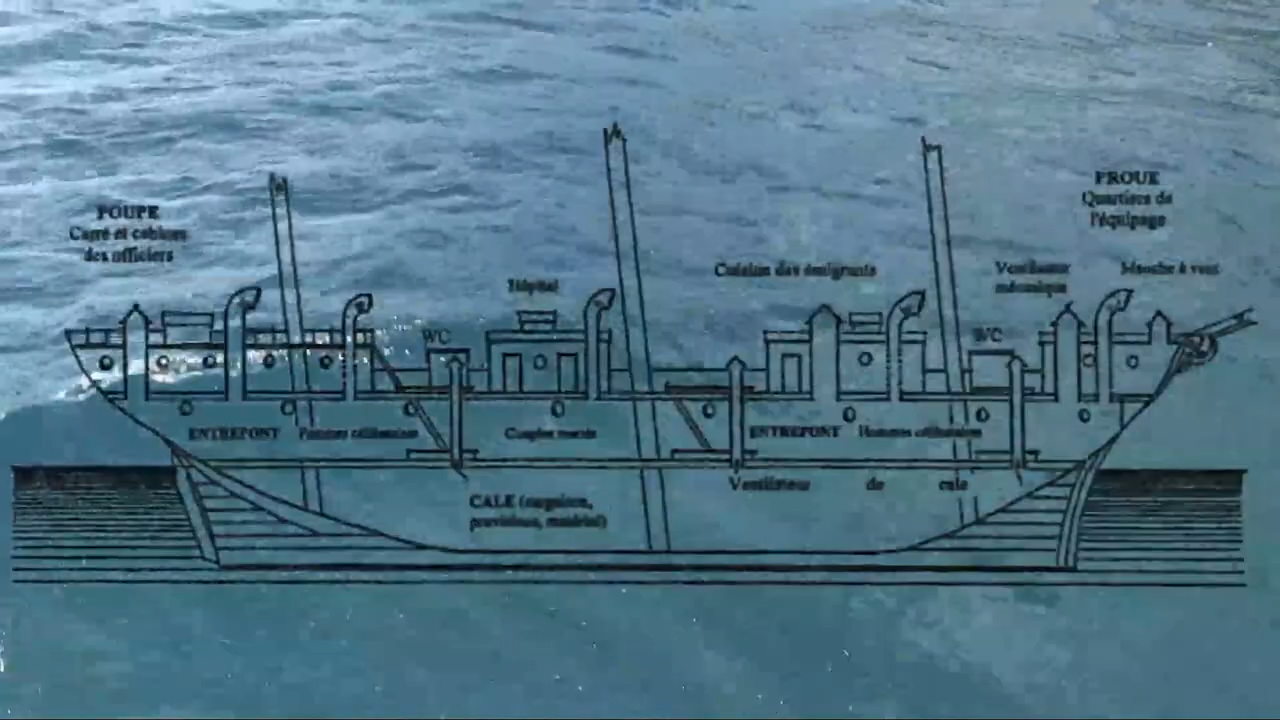 POUPE
Carré et cabines
des officiers
PROUE
Quartiers de
l'équipage
Hôpital
Cuisine des émigrants
Ventilateur
mécanique
Manche à vent
WC
WC
ENTREPONT Femmes célibataires
Couples mariés
ENTREPONT Hommes célibataires
Ventilateur de cale
CALE (cargaison,
provisions, matériel)